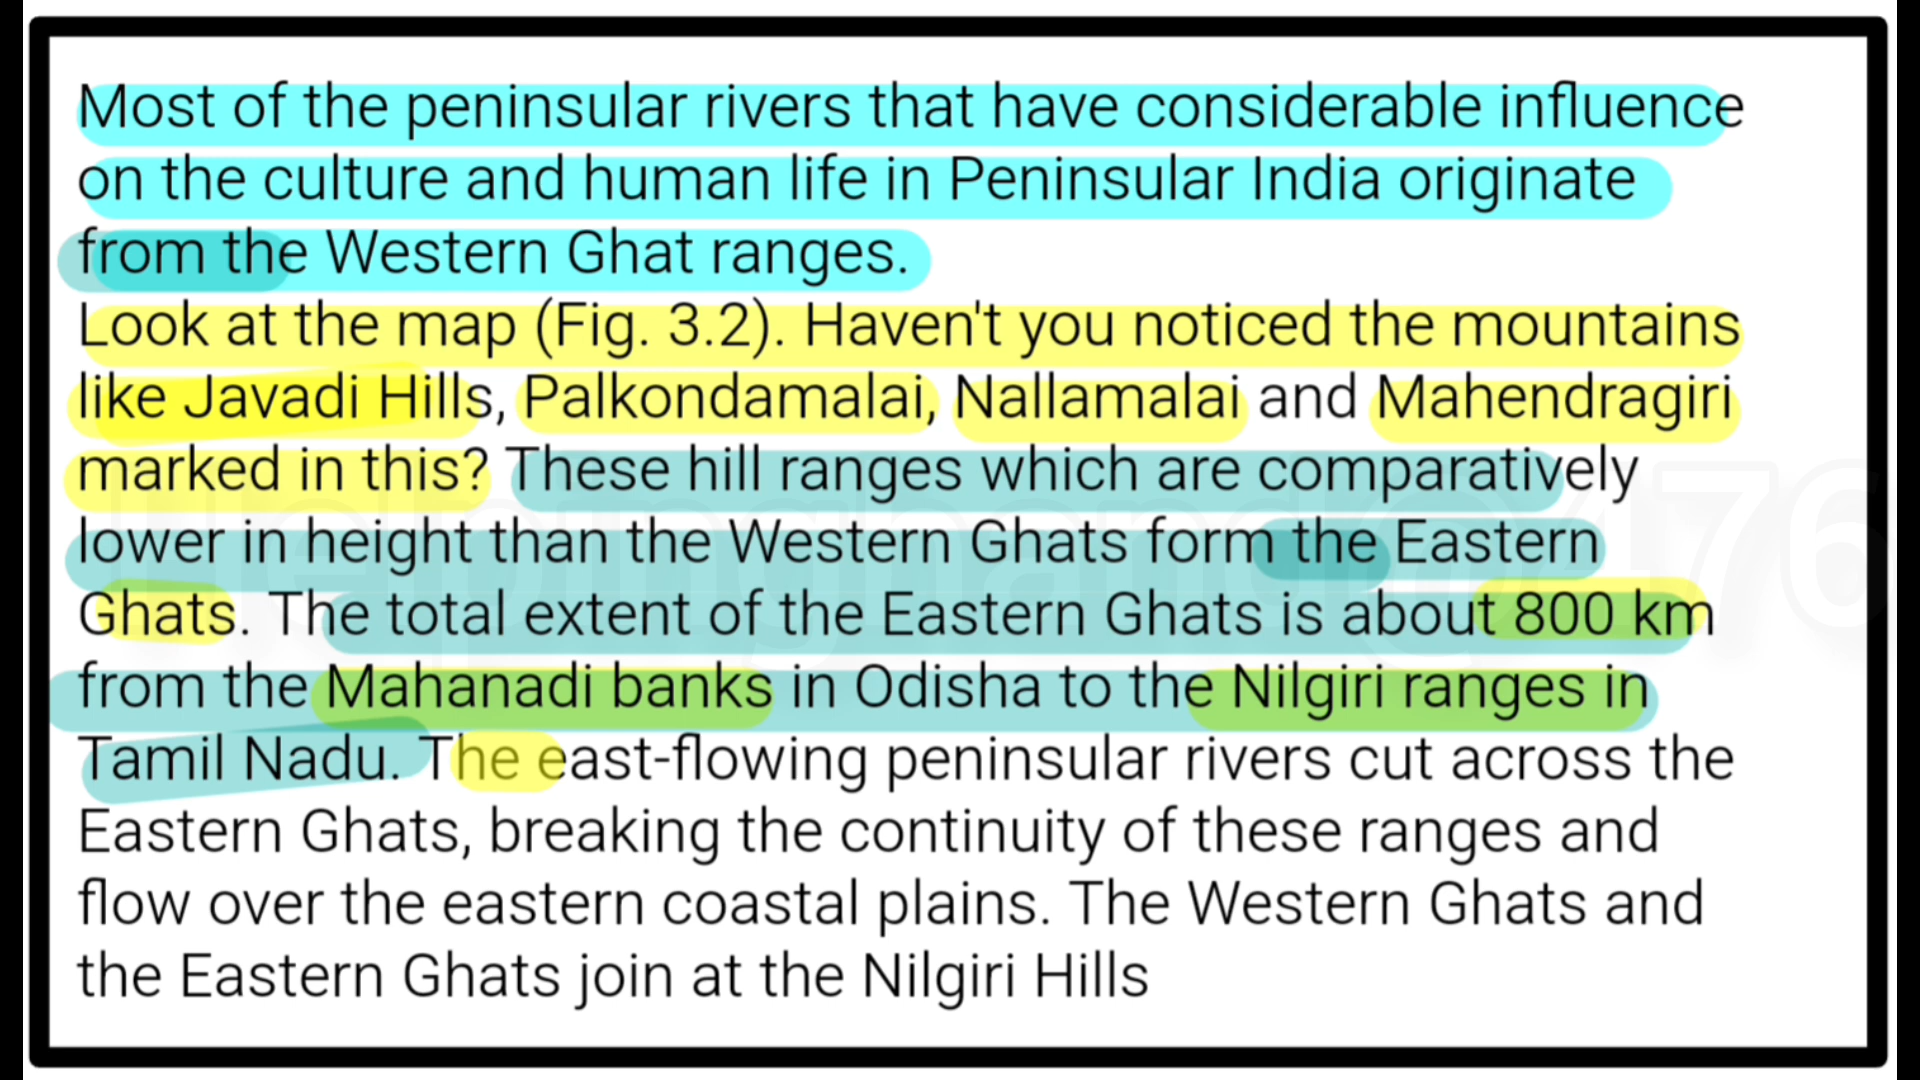 Most of the peninsular rivers that have considerable influence
on the culture and human life in Peninsular India originate
from the Western Ghat ranges.
Look at the map (Fig. 3.2). Haven't you noticed the mountains
like Javadi Hills, Palkondamalai, Nallamalai and Mahendragiri
marked in this? These hill ranges which are comparatively
lower in height than the Western Ghats form the Eastern
Ghats. The total extent of the Eastern Ghats is about 800 km
from the Mahanadi banks in Odisha to the Nilgiri ranges in
Tamil Nadu. The east-flowing peninsular rivers cut across the
Eastern Ghats, breaking the continuity of these ranges and
flow over the eastern coastal plains. The Western Ghats and
the Eastern Ghats join at the Nilgiri Hills